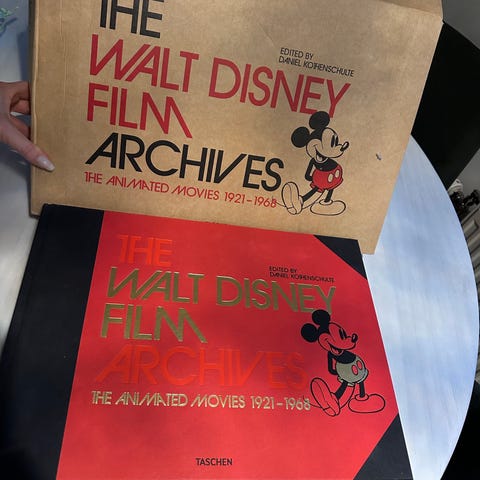 THE
WALT DISNEY
FILM
ARCHIVES
THE ANIMATED MOVIES 1921–1968
EDITED BY
DANIEL KOTHENSCHULTE
THE
WALT DISNEY
FILM
ARCHIVES
THE ANIMATED MOVIES 1921–1968
EDITED BY
DANIEL KOTHENSCHULTE
TASCHEN